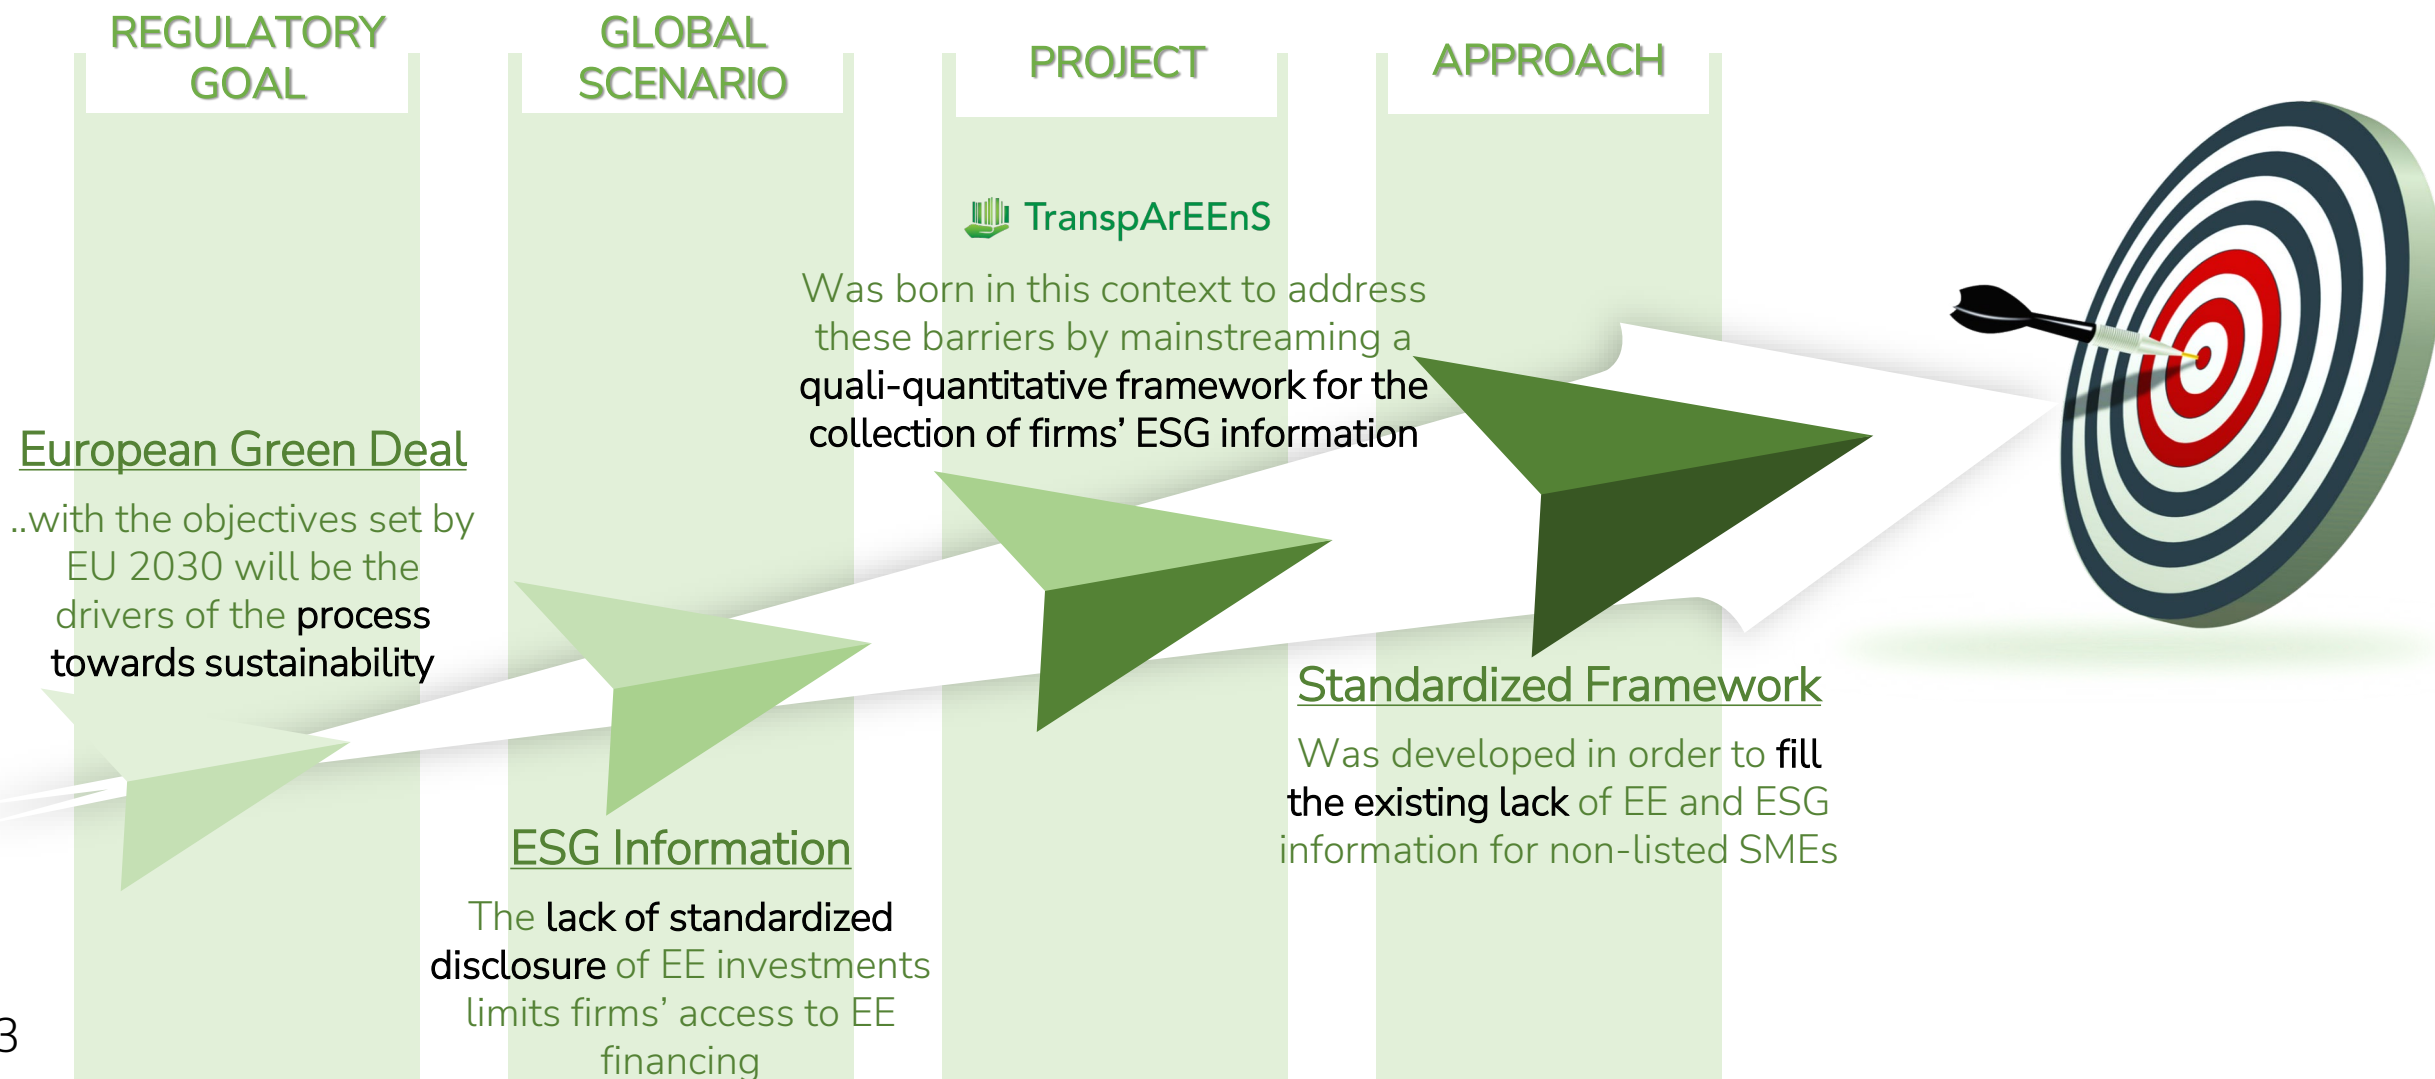 REGULATORY
GOAL
GLOBAL
SCENARIO
PROJECT
APPROACH
European Green Deal
..with the objectives set by
EU 2030 will be the
drivers of the process
towards sustainability
ESG Information
The lack of standardized
disclosure of EE investments
limits firms’ access to EE
financing
TranspArEEnS
Was born in this context to address
these barriers by mainstreaming a
quali-quantitative framework for the
collection of firms’ ESG information
Standardized Framework
Was developed in order to fill
the existing lack of EE and ESG
information for non-listed SMEs
3